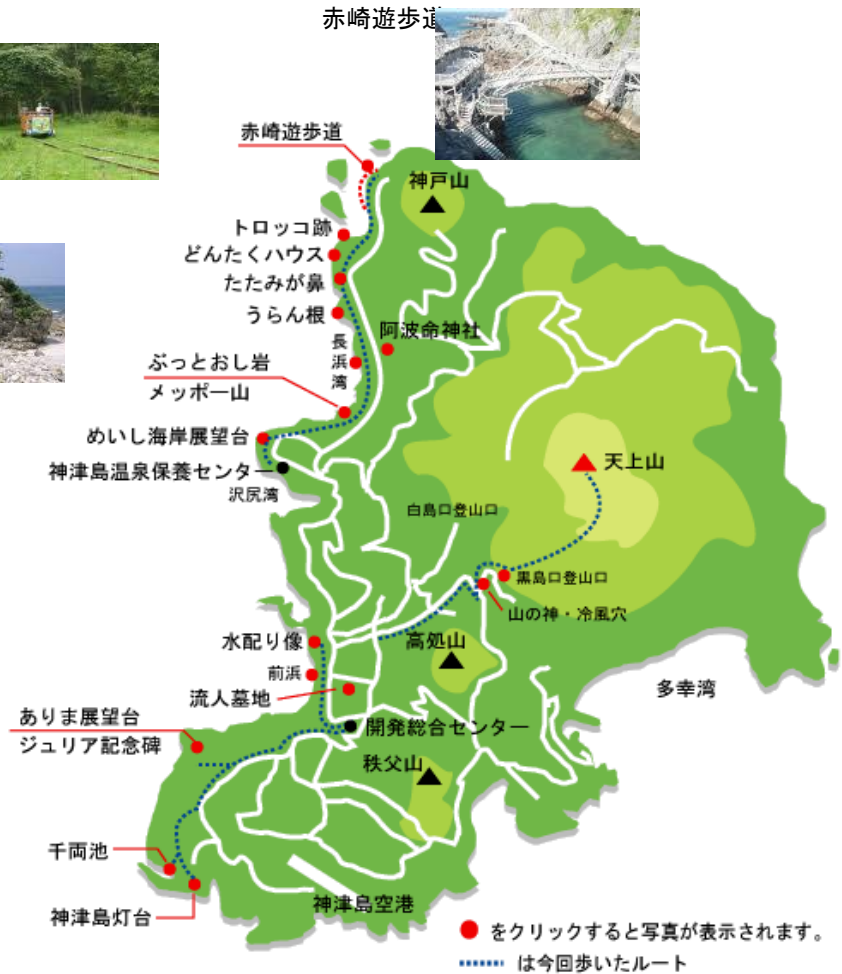 赤崎遊歩道
赤崎遊歩道
神戸山
トロッコ跡
どんたくハウス
たたみが鼻
うらん根
阿波命神社
長浜湾
ぶっとおし岩
メッポー山
めいし海岸展望台
神津島温泉保養センター
沢尻湾
天上山
白島口登山口
黒島口登山口
山の神・冷風穴
水配り像
高処山
前浜
流人墓地
多幸湾
ありま展望台
ジュリア記念碑
開発総合センター
秩父山
千両池
神津島灯台
神津島空港
をクリックすると写真が表示されます。
は今回歩いたルート